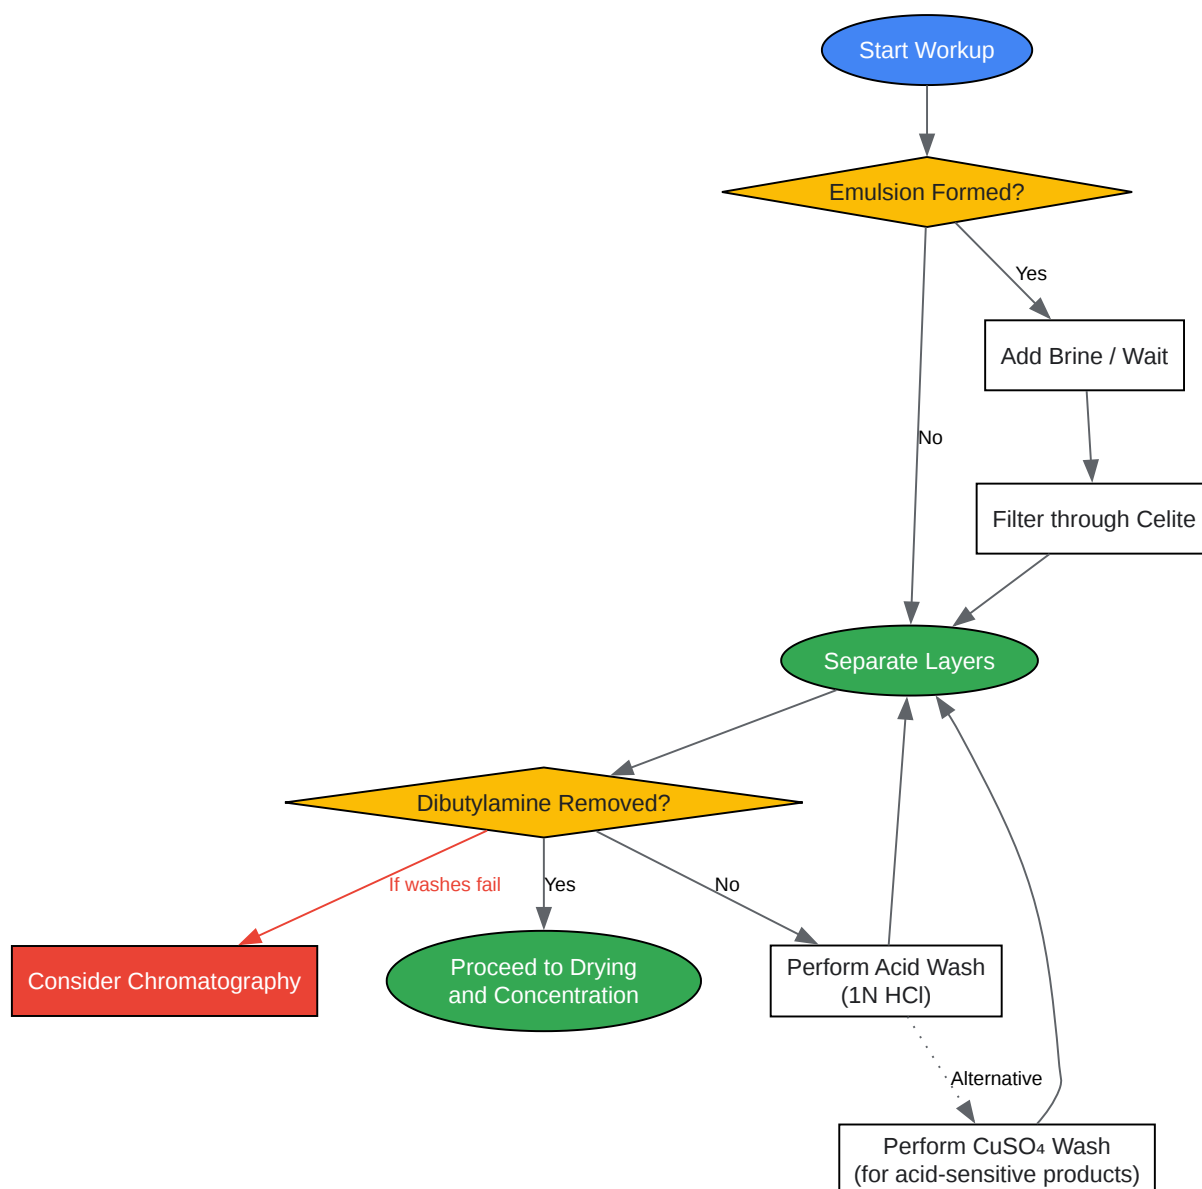 Start Workup
Emulsion Formed?
Yes
Add Brine / Wait
No
Filter through Celite
Separate Layers
Dibutylamine Removed?
If washes fail
Yes
No
Consider Chromatography
Proceed to Drying
and Concentration
Perform Acid Wash
(1N HCl)
Alternative
Perform CuSO₄ Wash
(for acid-sensitive products)